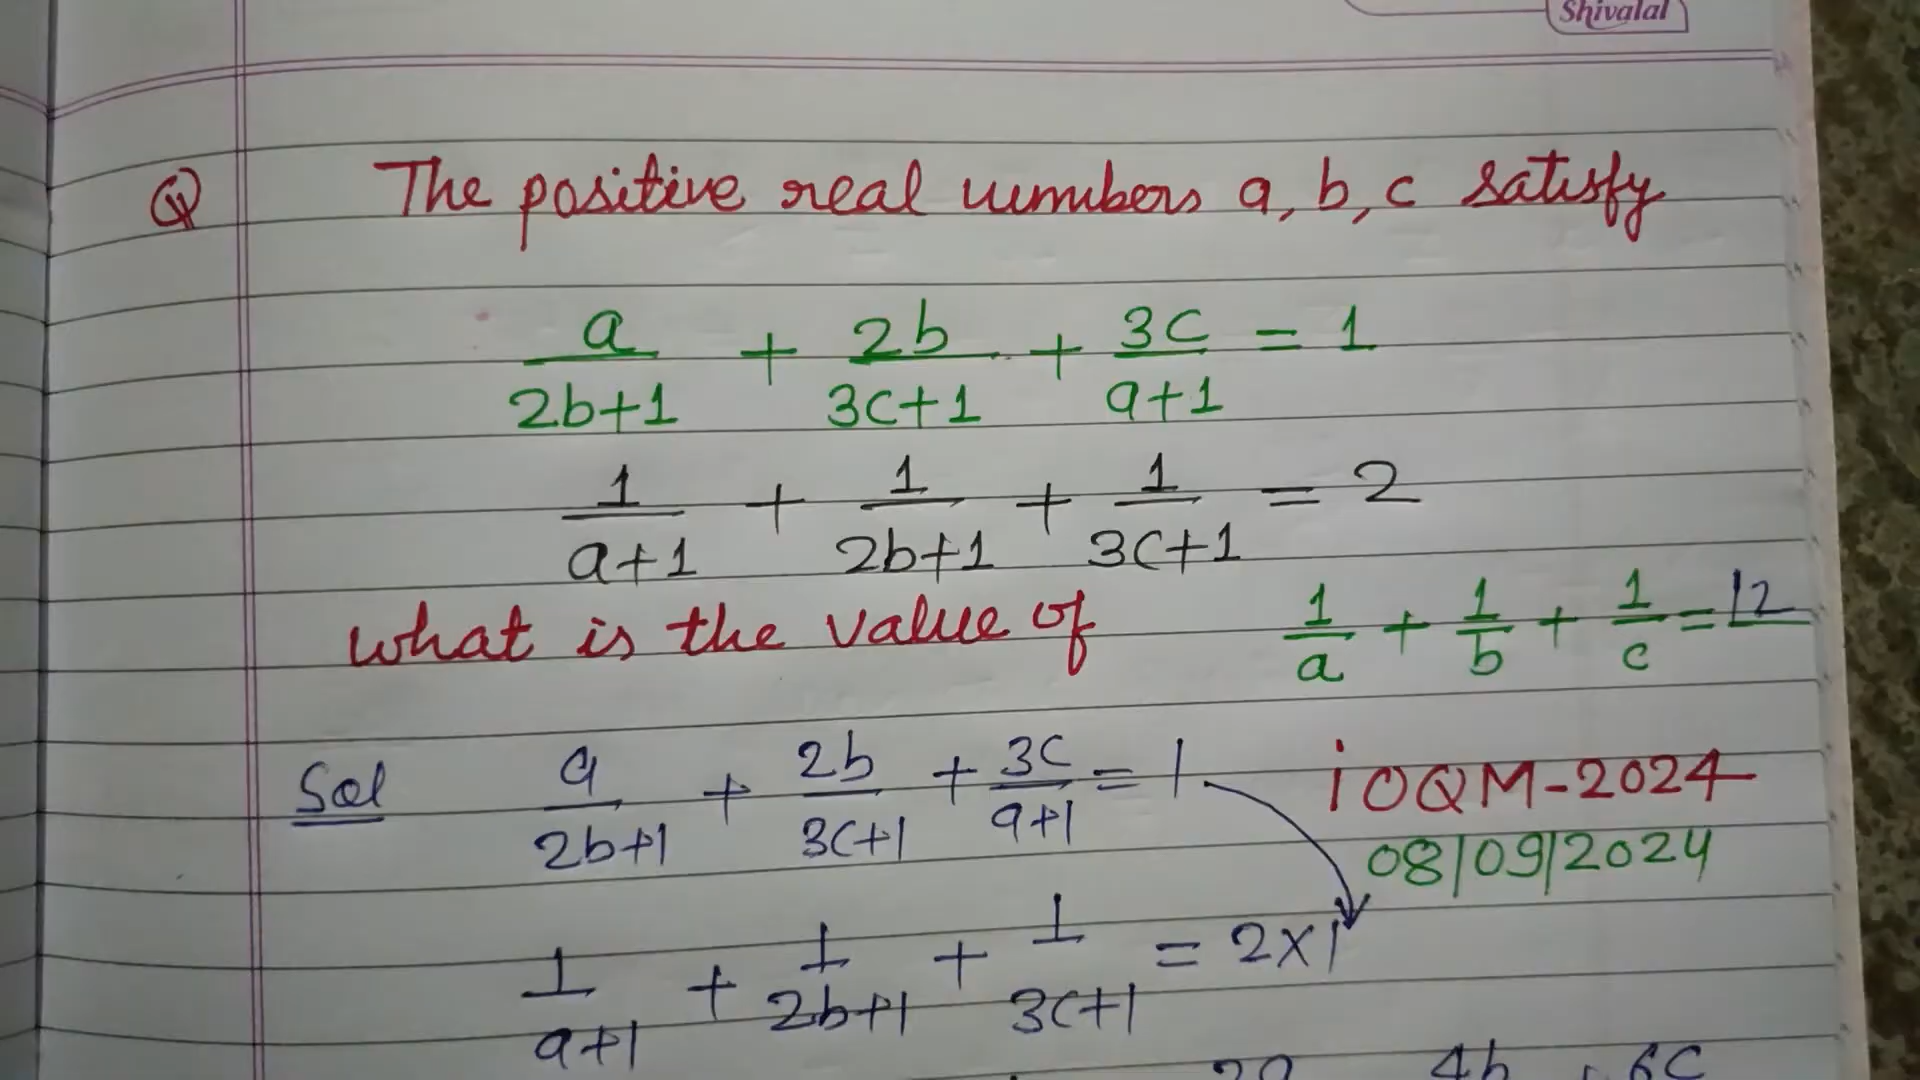 Shivalal
Q The positive real numbers a, b, c satisfy
a/(2b+1) + 2b/(3c+1) + 3c/(a+1) = 1
1/(a+1) + 1/(2b+1) + 1/(3c+1) = 2
what is the value of 1/a + 1/b + 1/c = 12
Sol a/(2b+1) + 2b/(3c+1) + 3c/(a+1) = 1
iOQM-2024
08/09/2024
1/(a+1) + 1/(2b+1) + 1/(3c+1) = 2×1
4b + 6c